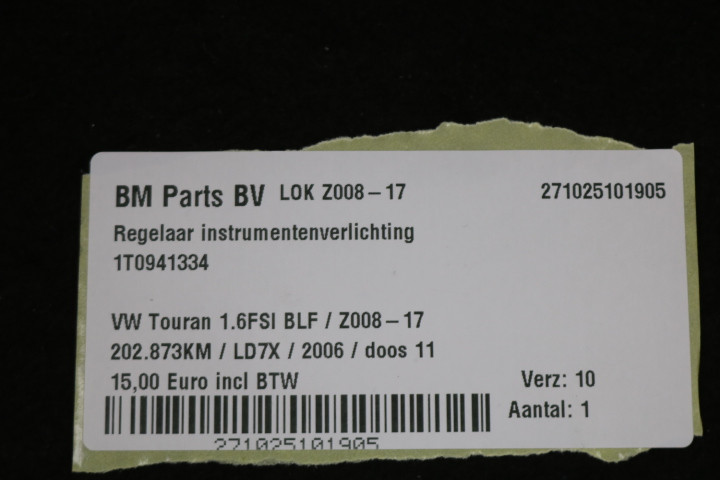 BM Parts BV LOK Z008-17 271025101905
Regelaar instrumentenverlichting
1T0941334
VW Touran 1.6FSI BLF / Z008-17
202.873KM / LD7X / 2006 / doos 11
15,00 Euro incl BTW Verz: 10
Aantal: 1
271025101905